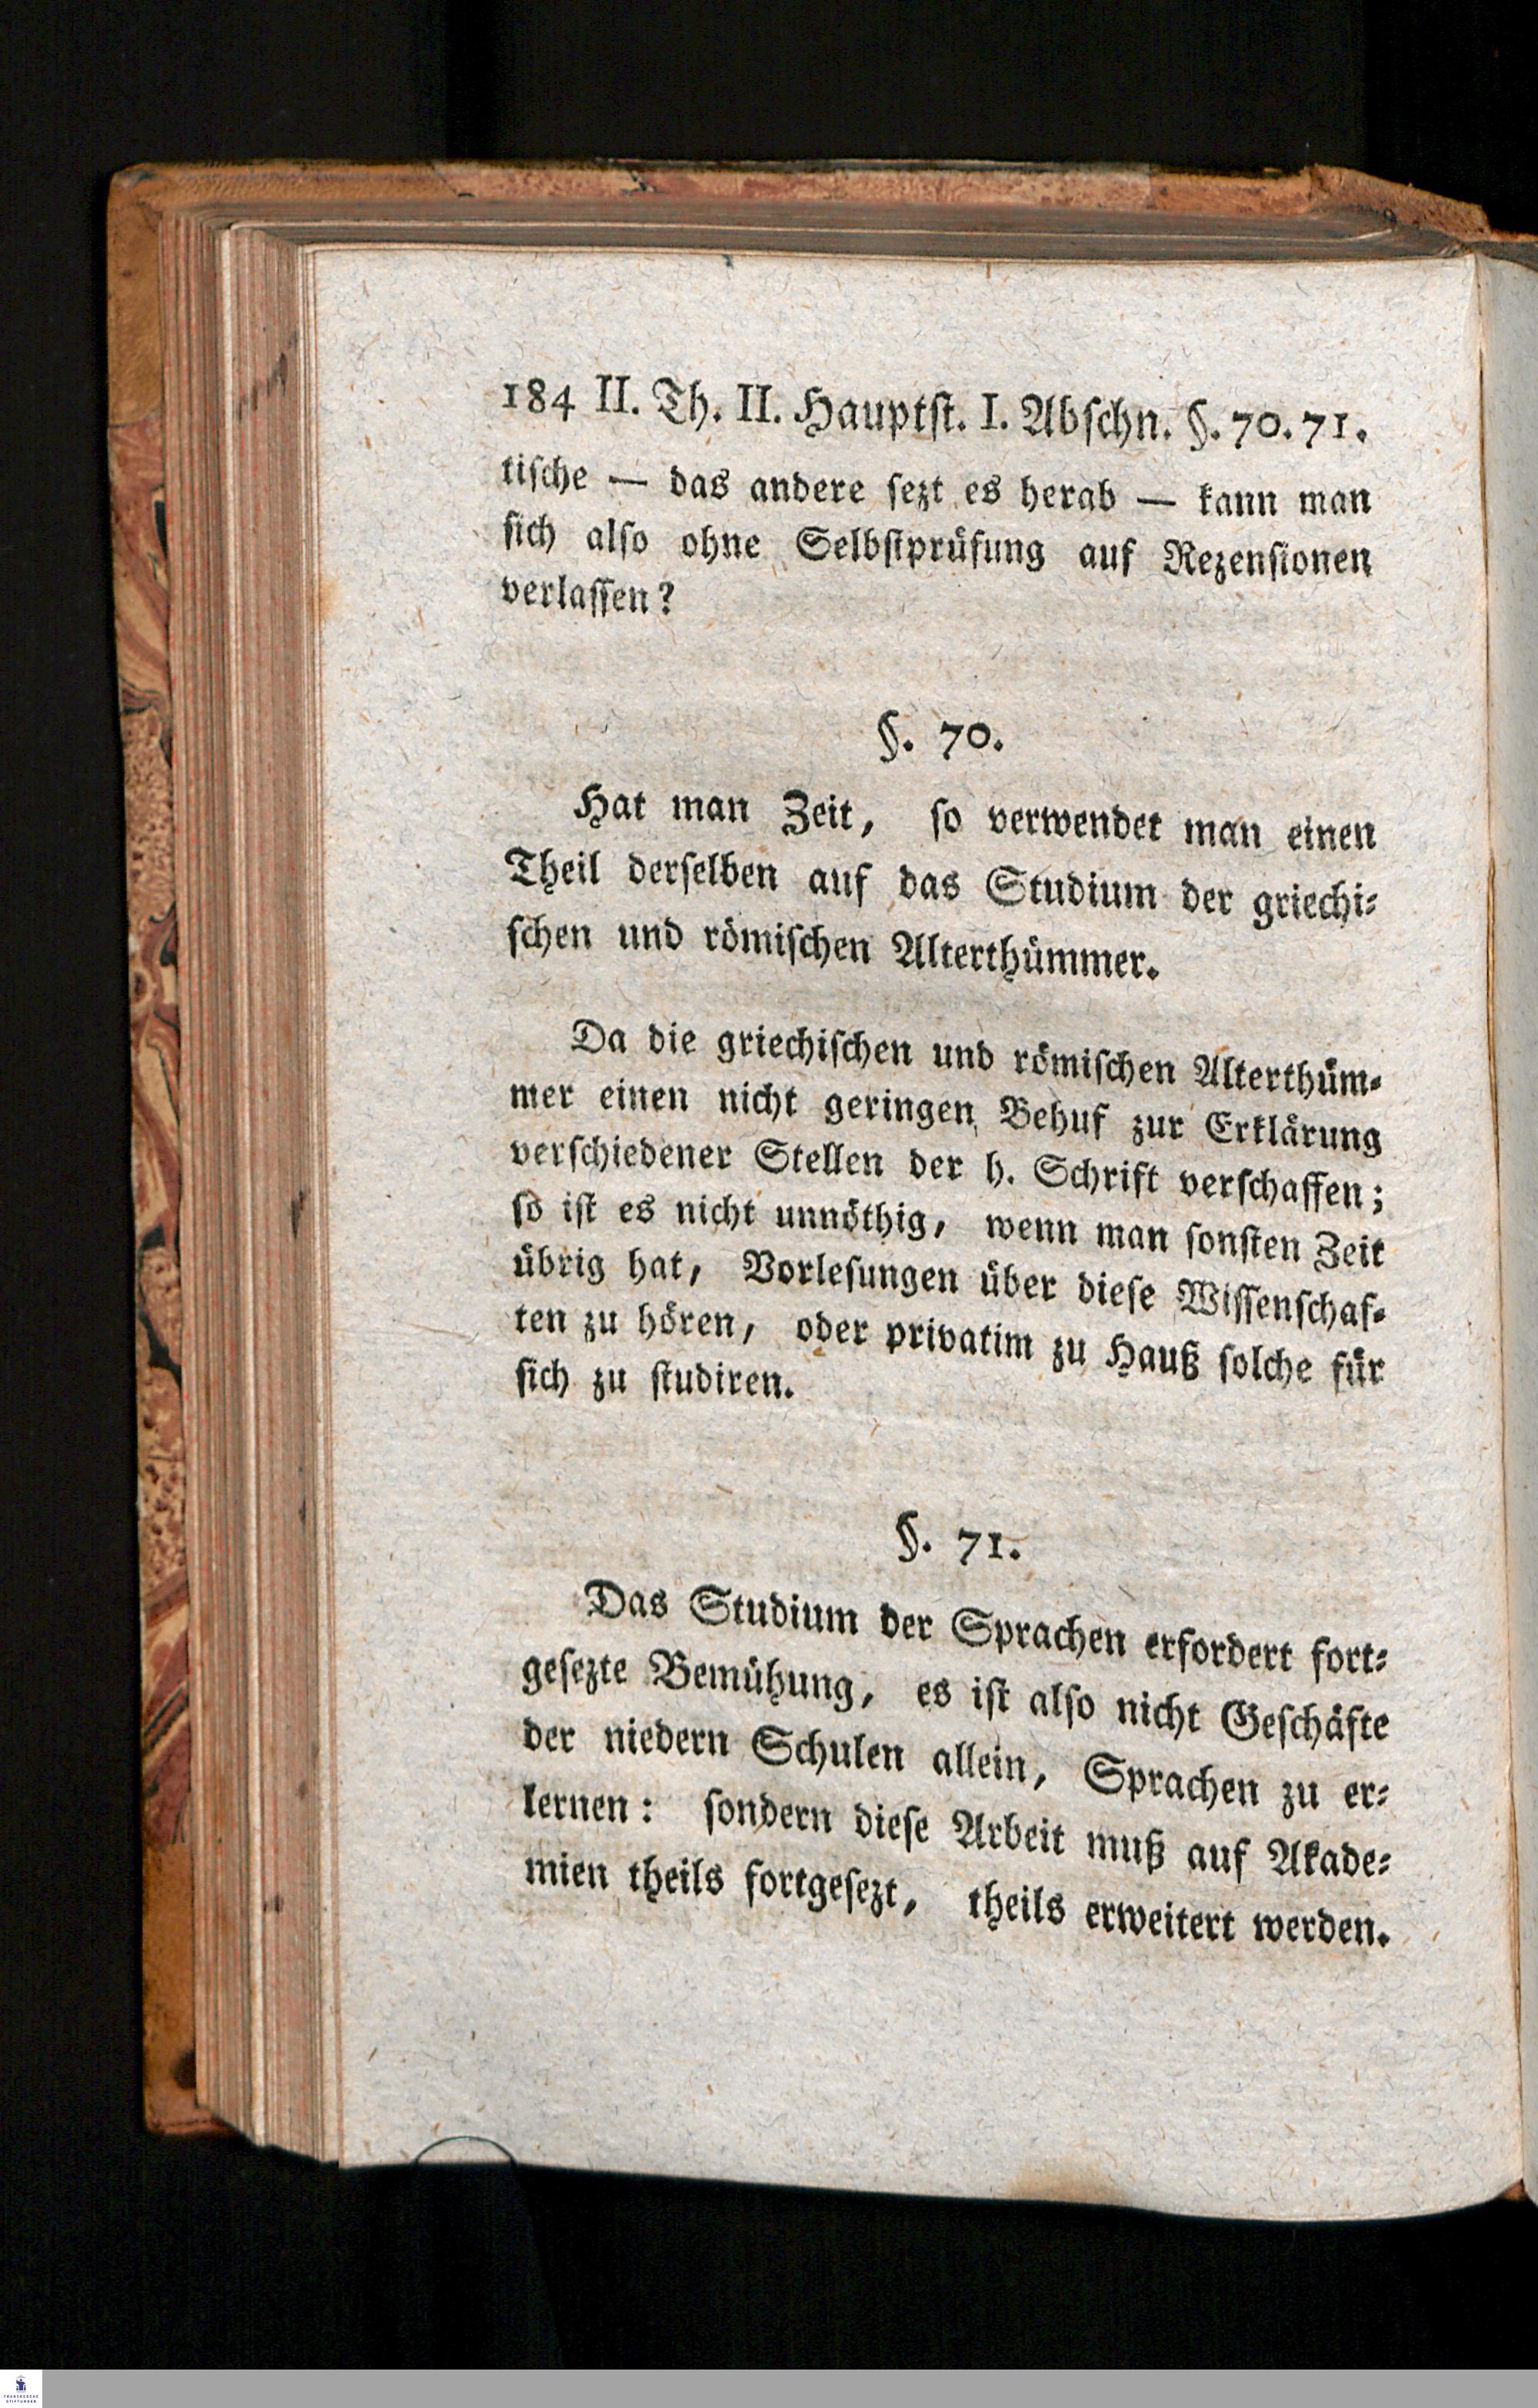 184 II. Th. II. Hauptst. I. Abschn. §. 70. 71.
tische — das andere sezt es herab — kann man
sich also ohne Selbstprüfung auf Rezensionen
verlassen?
§. 70.
Hat man Zeit, so verwendet man einen
Theil derselben auf das Studium der griechi⸗
schen und römischen Alterthümmer.
Da die griechischen und römischen Alterthüm⸗
mer einen nicht geringen Behuf zur Erklärung
verschiedener Stellen der h. Schrift verschaffen;
so ist es nicht unnöthig, wenn man sonsten Zeit
übrig hat, Vorlesungen über diese Wissenschaf⸗
ten zu hören, oder privatim zu Hauß solche für
sich zu studiren.
§. 71.
Das Studium der Sprachen erfordert fort⸗
gesezte Bemühung, es ist also nicht Geschäfte
der niedern Schulen allein, Sprachen zu er⸗
lernen: sondern diese Arbeit muß auf Akade⸗
mien theils fortgesezt, theils erweitert werden.
FRANCKESCHE
STIFTUNGEN